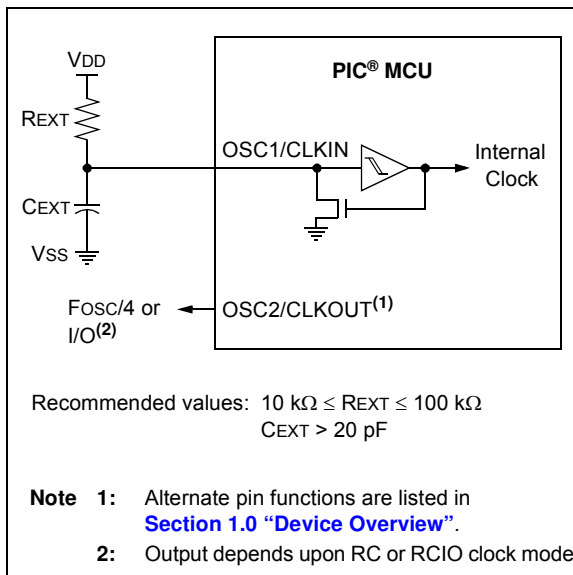 VDD
PIC® MCU
REXT
OSC1/CLKIN
Internal
Clock
CEXT
VSS
FOSC/4 or
I/O(2)
OSC2/CLKOUT(1)
Recommended values: 10 kΩ ≤ REXT ≤ 100 kΩ
CEXT > 20 pF
Note 1: Alternate pin functions are listed in
Section 1.0 “Device Overview”.
2: Output depends upon RC or RCIO clock mode